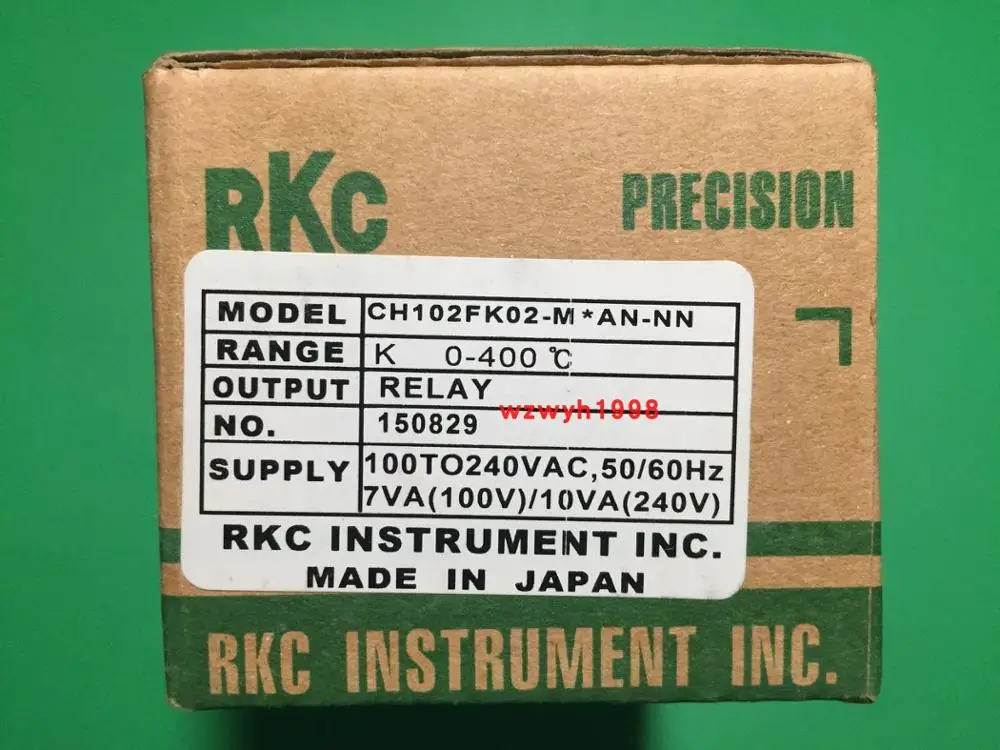 RKC
PRECISION
MODEL CH102FK02-M*AN-NN
RANGE K 0-400℃
OUTPUT RELAY
wzwyh1998
NO. 150829
SUPPLY 100TO240VAC,50/60Hz
7VA(100V)/10VA(240V)
RKC INSTRUMENT INC.
MADE IN JAPAN
RKC INSTRUMENT INC.